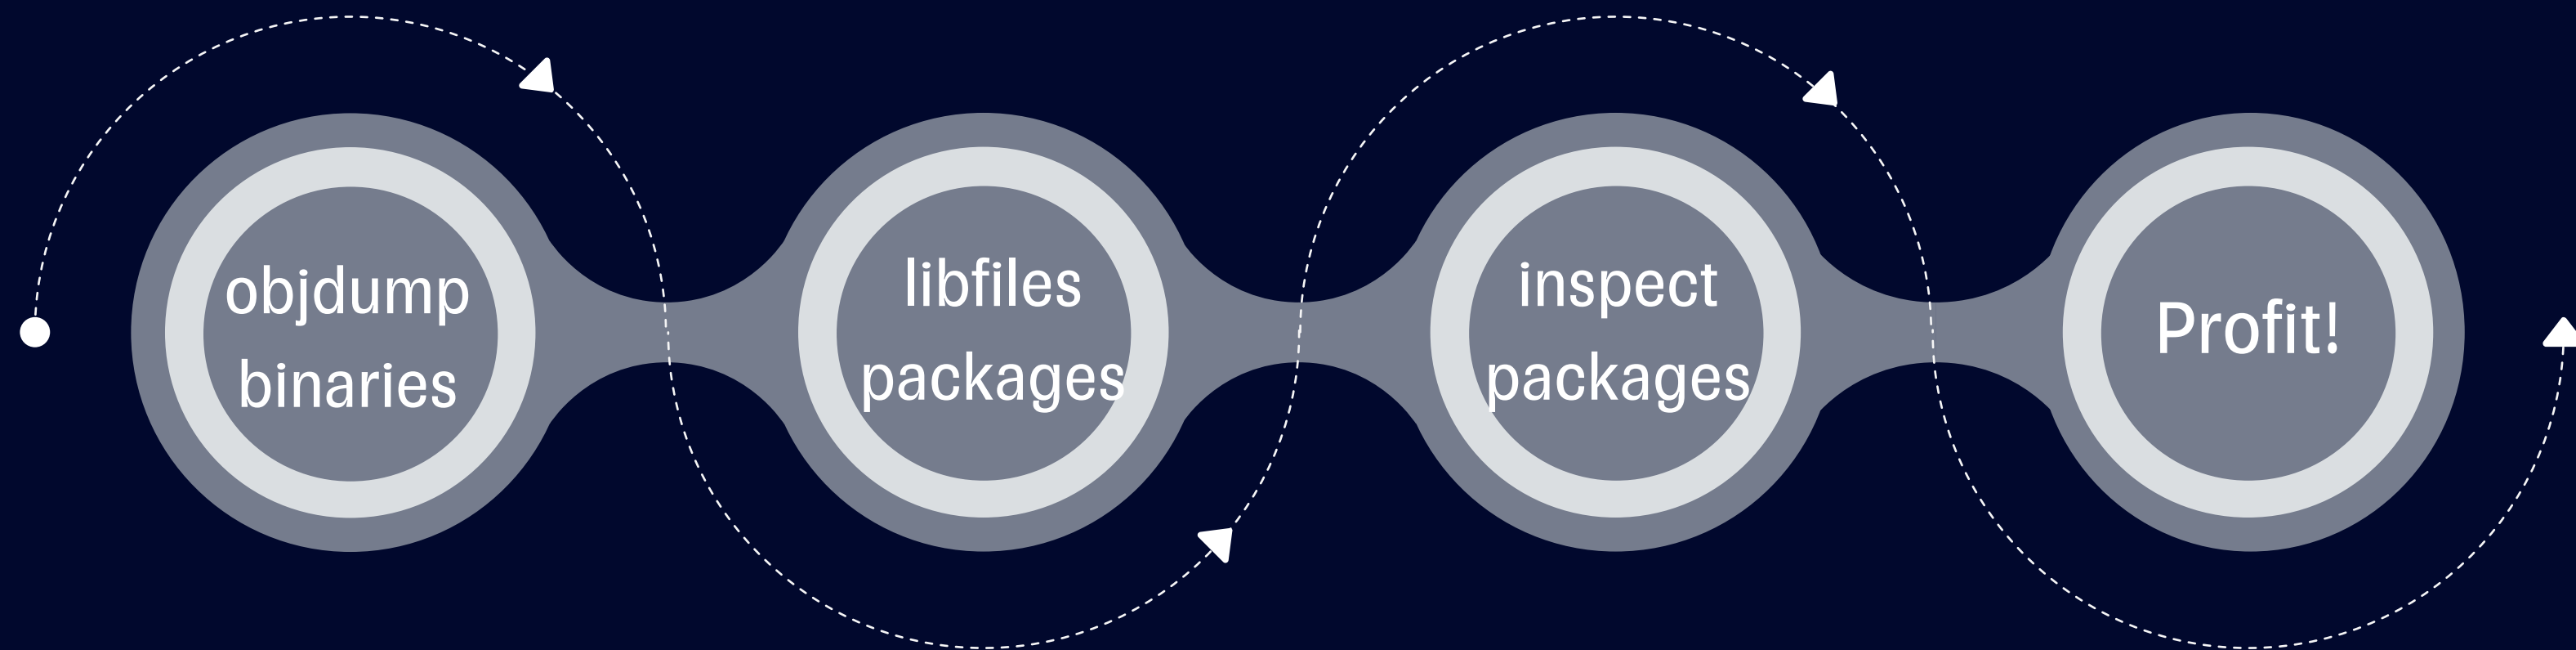 objdump
binaries
libfiles
packages
inspect
packages
Profit!